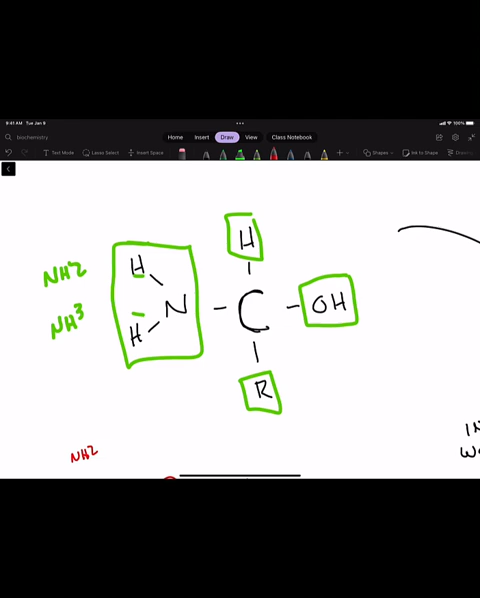 9:41 AM Tue Jan 9
100%
biochemistry
Home Insert Draw View Class Notebook
Text Mode Lasso Select Insert Space Shapes Ink to Shape
NH2
NH3
H
H
N - C - OH
H
R
NH2